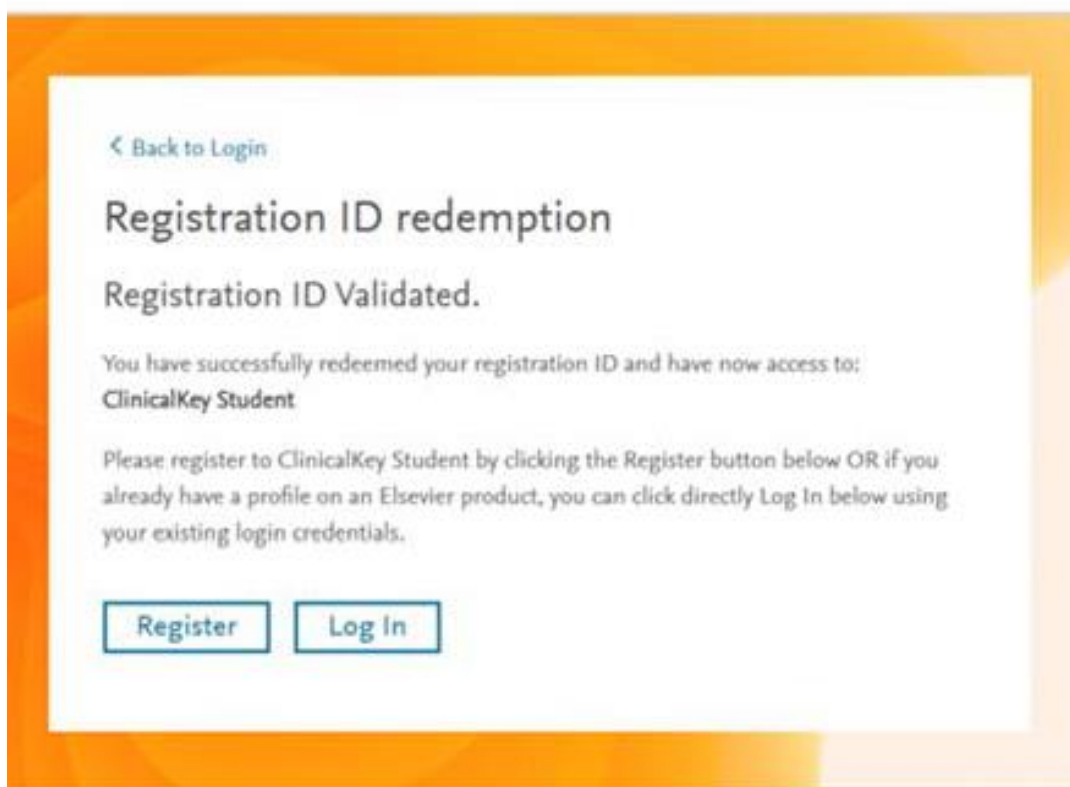 < Back to Login
Registration ID redemption
Registration ID Validated.
You have successfully redeemed your registration ID and have now access to:
ClinicalKey Student
Please register to ClinicalKey Student by clicking the Register button below OR if you
already have a profile on an Elsevier product, you can click directly Log In below using
your existing login credentials.
Register Log In